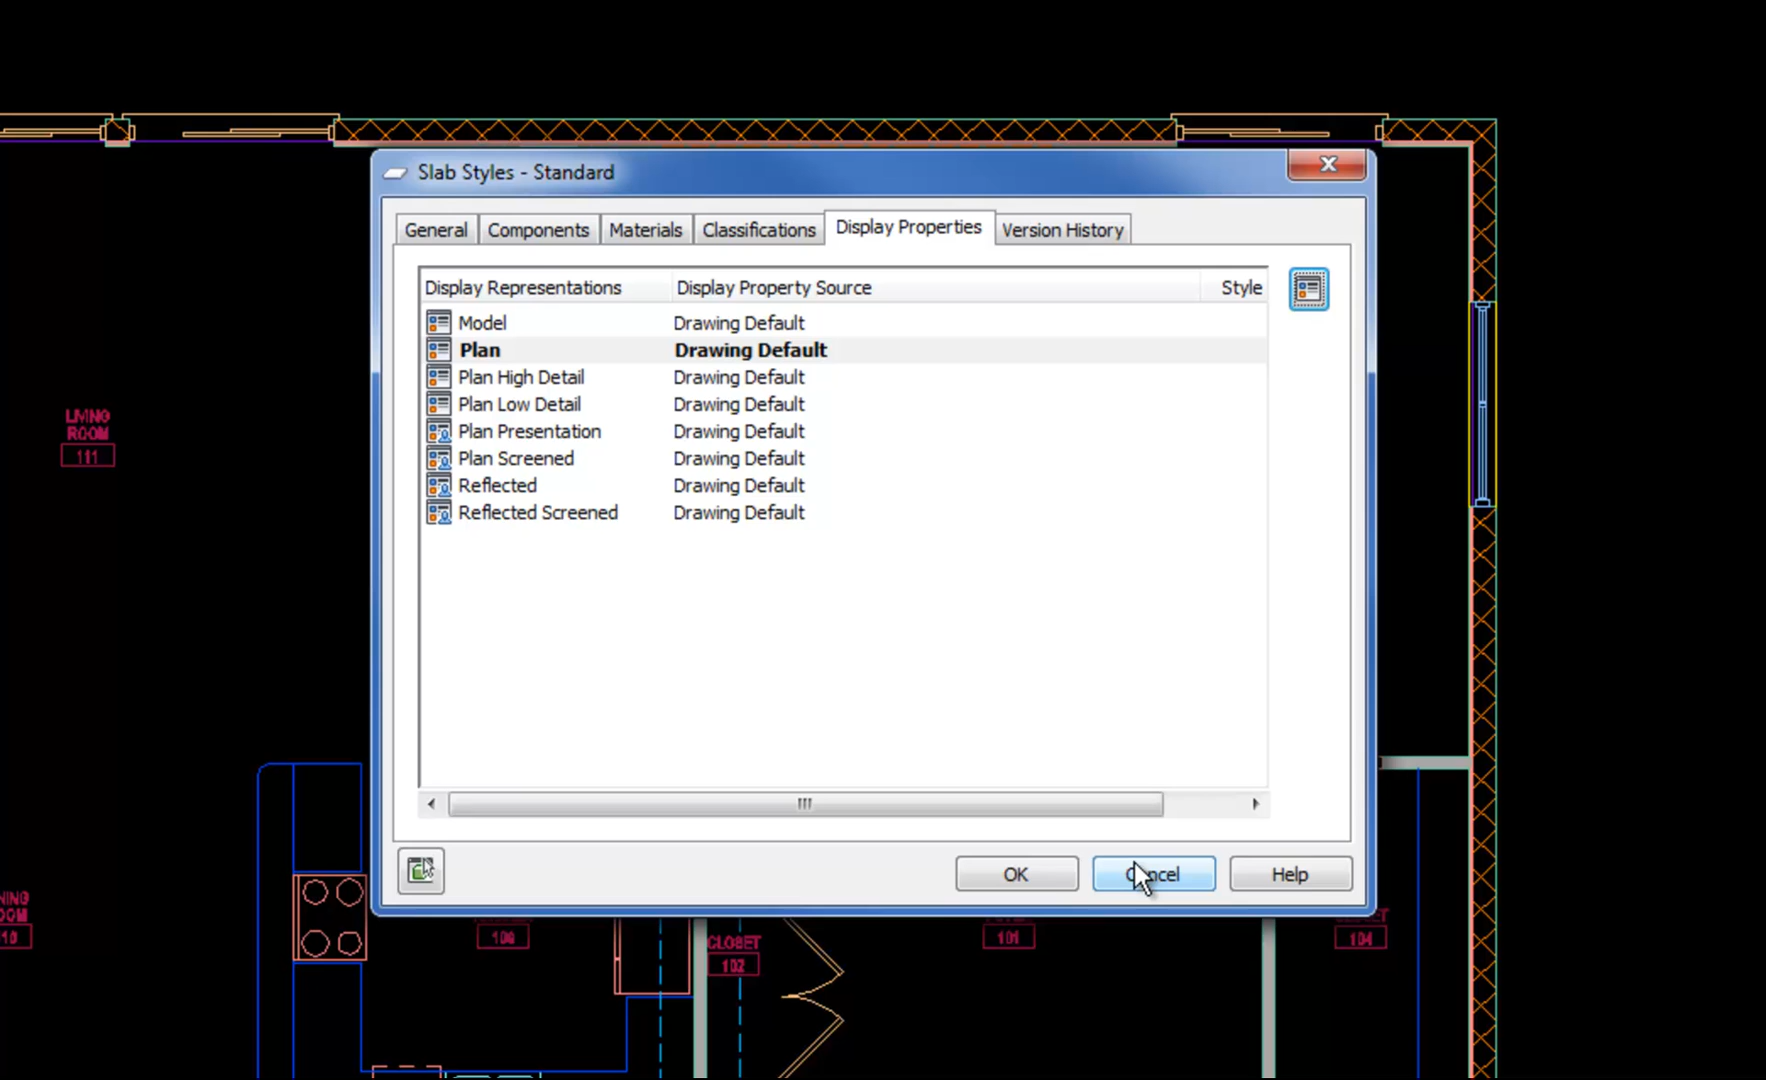 Slab Styles - Standard
General Components Materials Classifications Display Properties Version History
Display Representations Display Property Source Style
Model Drawing Default
Plan Drawing Default
Plan High Detail Drawing Default
Plan Low Detail Drawing Default
Plan Presentation Drawing Default
Plan Screened Drawing Default
Reflected Drawing Default
Reflected Screened Drawing Default
LIVING
ROOM
111
OK Cancel Help
CLOSET
102
101
104